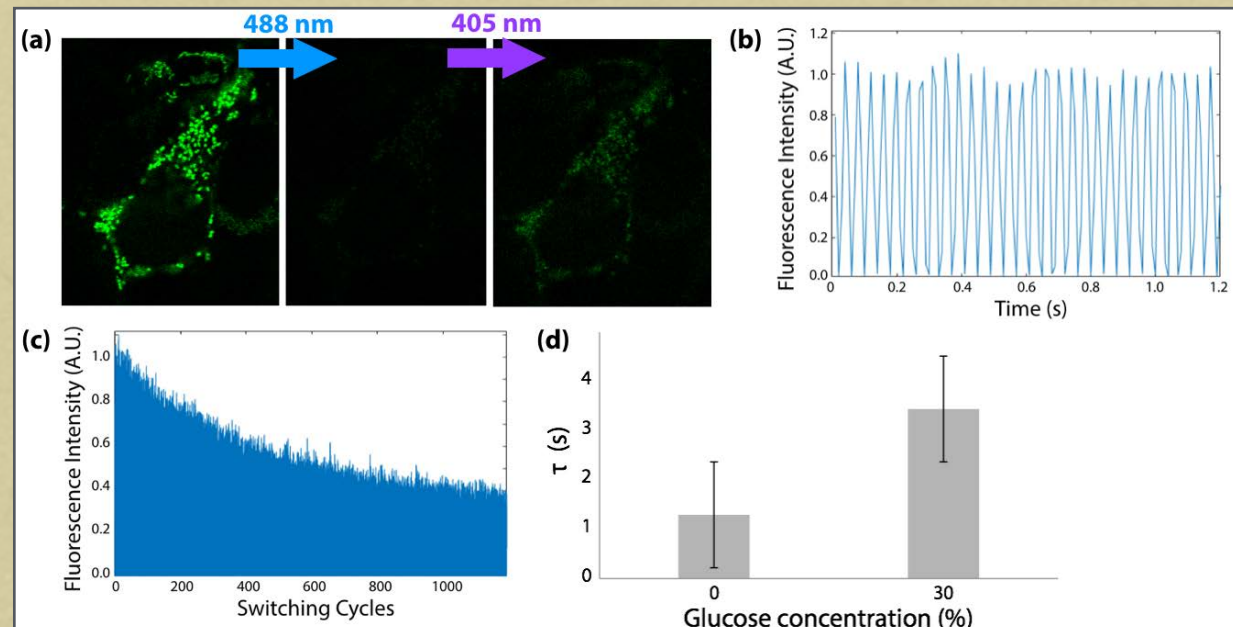 488 nm
405 nm
(a)
(b)
Fluorescence Intensity (A.U.)
1.2
1.0
0.8
0.6
0.4
0.2
0.0
0
0.2
0.4
0.6
0.8
1.0
1.2
Time (s)
(c)
Fluorescence Intensity (A.U.)
1.0
0.8
0.6
0.4
0.2
0.0
0
200
400
600
800
1000
Switching Cycles
(d)
τ (s)
4
3
2
1
0
0
30
Glucose concentration (%)